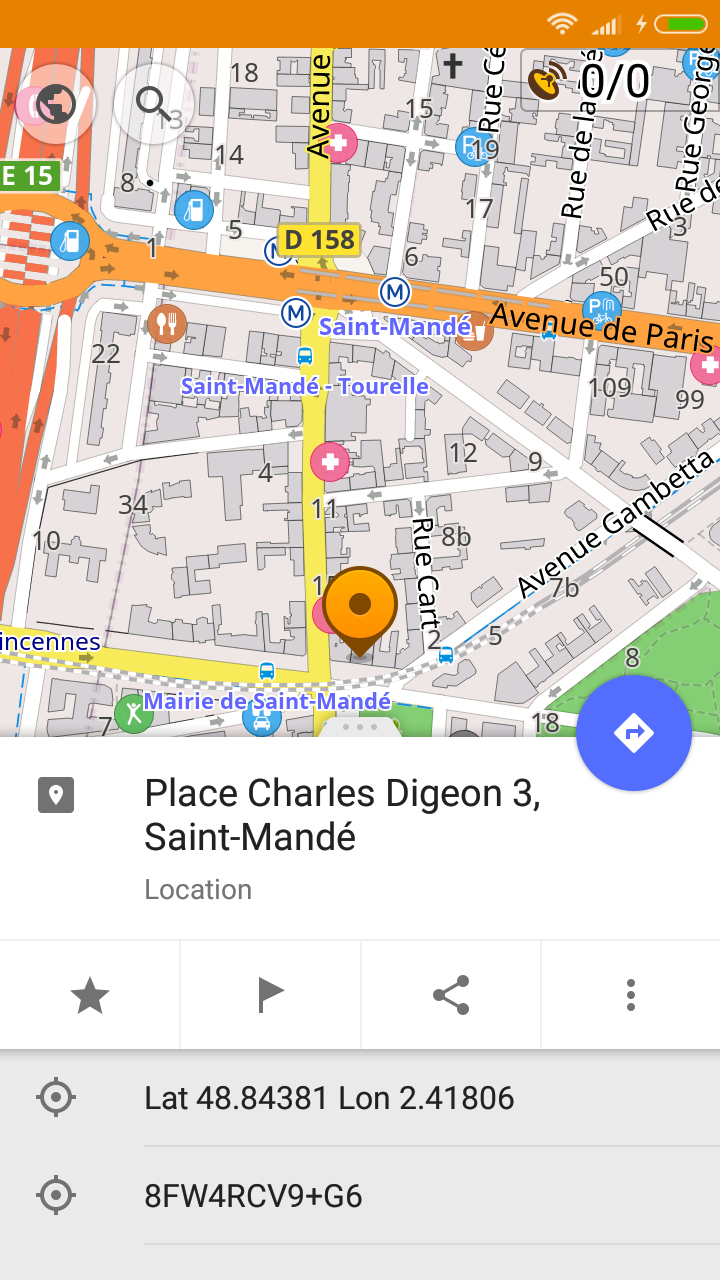 18
15
Avenue
Rue Cé
Rue de la
Rue George
0/0
13
14
19
E 15
8
17
Rue de
3
5
D 158
1
M
6
50
M
M
P
Saint-Mandé
Avenue de Paris
22
Saint-Mandé - Tourelle
109
99
12
9
4
34
11
10
8b
Rue Cart
Avenue Gambetta
7b
2
5
incennes
8
Mairie de Saint-Mandé
7
18
Place Charles Digeon 3,
Saint-Mandé
Location
Lat 48.84381 Lon 2.41806
8FW4RCV9+G6